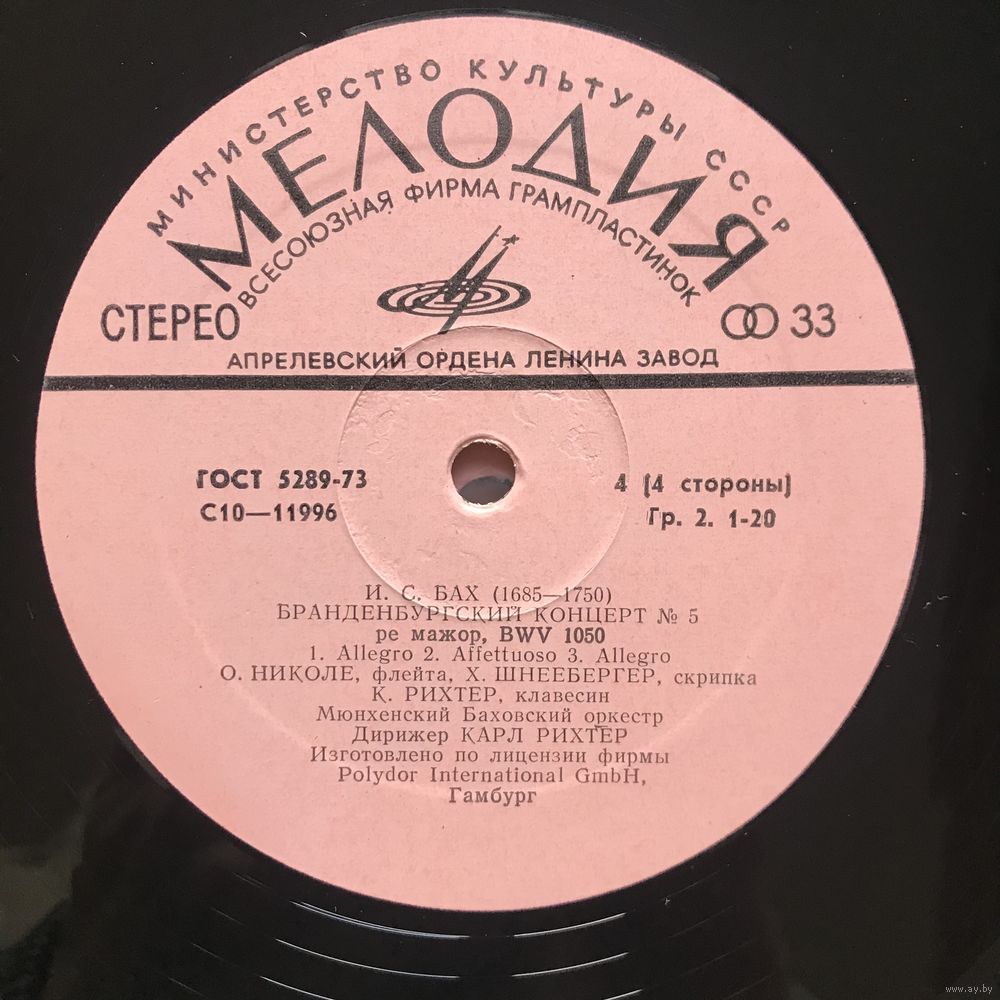 МИНИСТЕРСТВО КУЛЬТУРЫ СССР
МЕЛОДИЯ
ВСЕСОЮЗНАЯ ФИРМА ГРАМПЛАСТИНОК
СТЕРЕО
33
АПРЕЛЕВСКИЙ ОРДЕНА ЛЕНИНА ЗАВОД
ГОСТ 5289-73
4 (4 стороны)
С10—11996
Гр. 2. 1-20
И. С. БАХ (1685—1750)
БРАНДЕНБУРГСКИЙ КОНЦЕРТ № 5
ре мажор, BWV 1050
1. Allegro 2. Affettuoso 3. Allegro
О. НИКОЛЕ, флейта, Х. ШНЕЕБЕРГЕР, скрипка
К. РИХТЕР, клавесин
Мюнхенский Баховский оркестр
Дирижер КАРЛ РИХТЕР
Изготовлено по лицензии фирмы
Polydor International GmbH,
Гамбург
www.ay.by